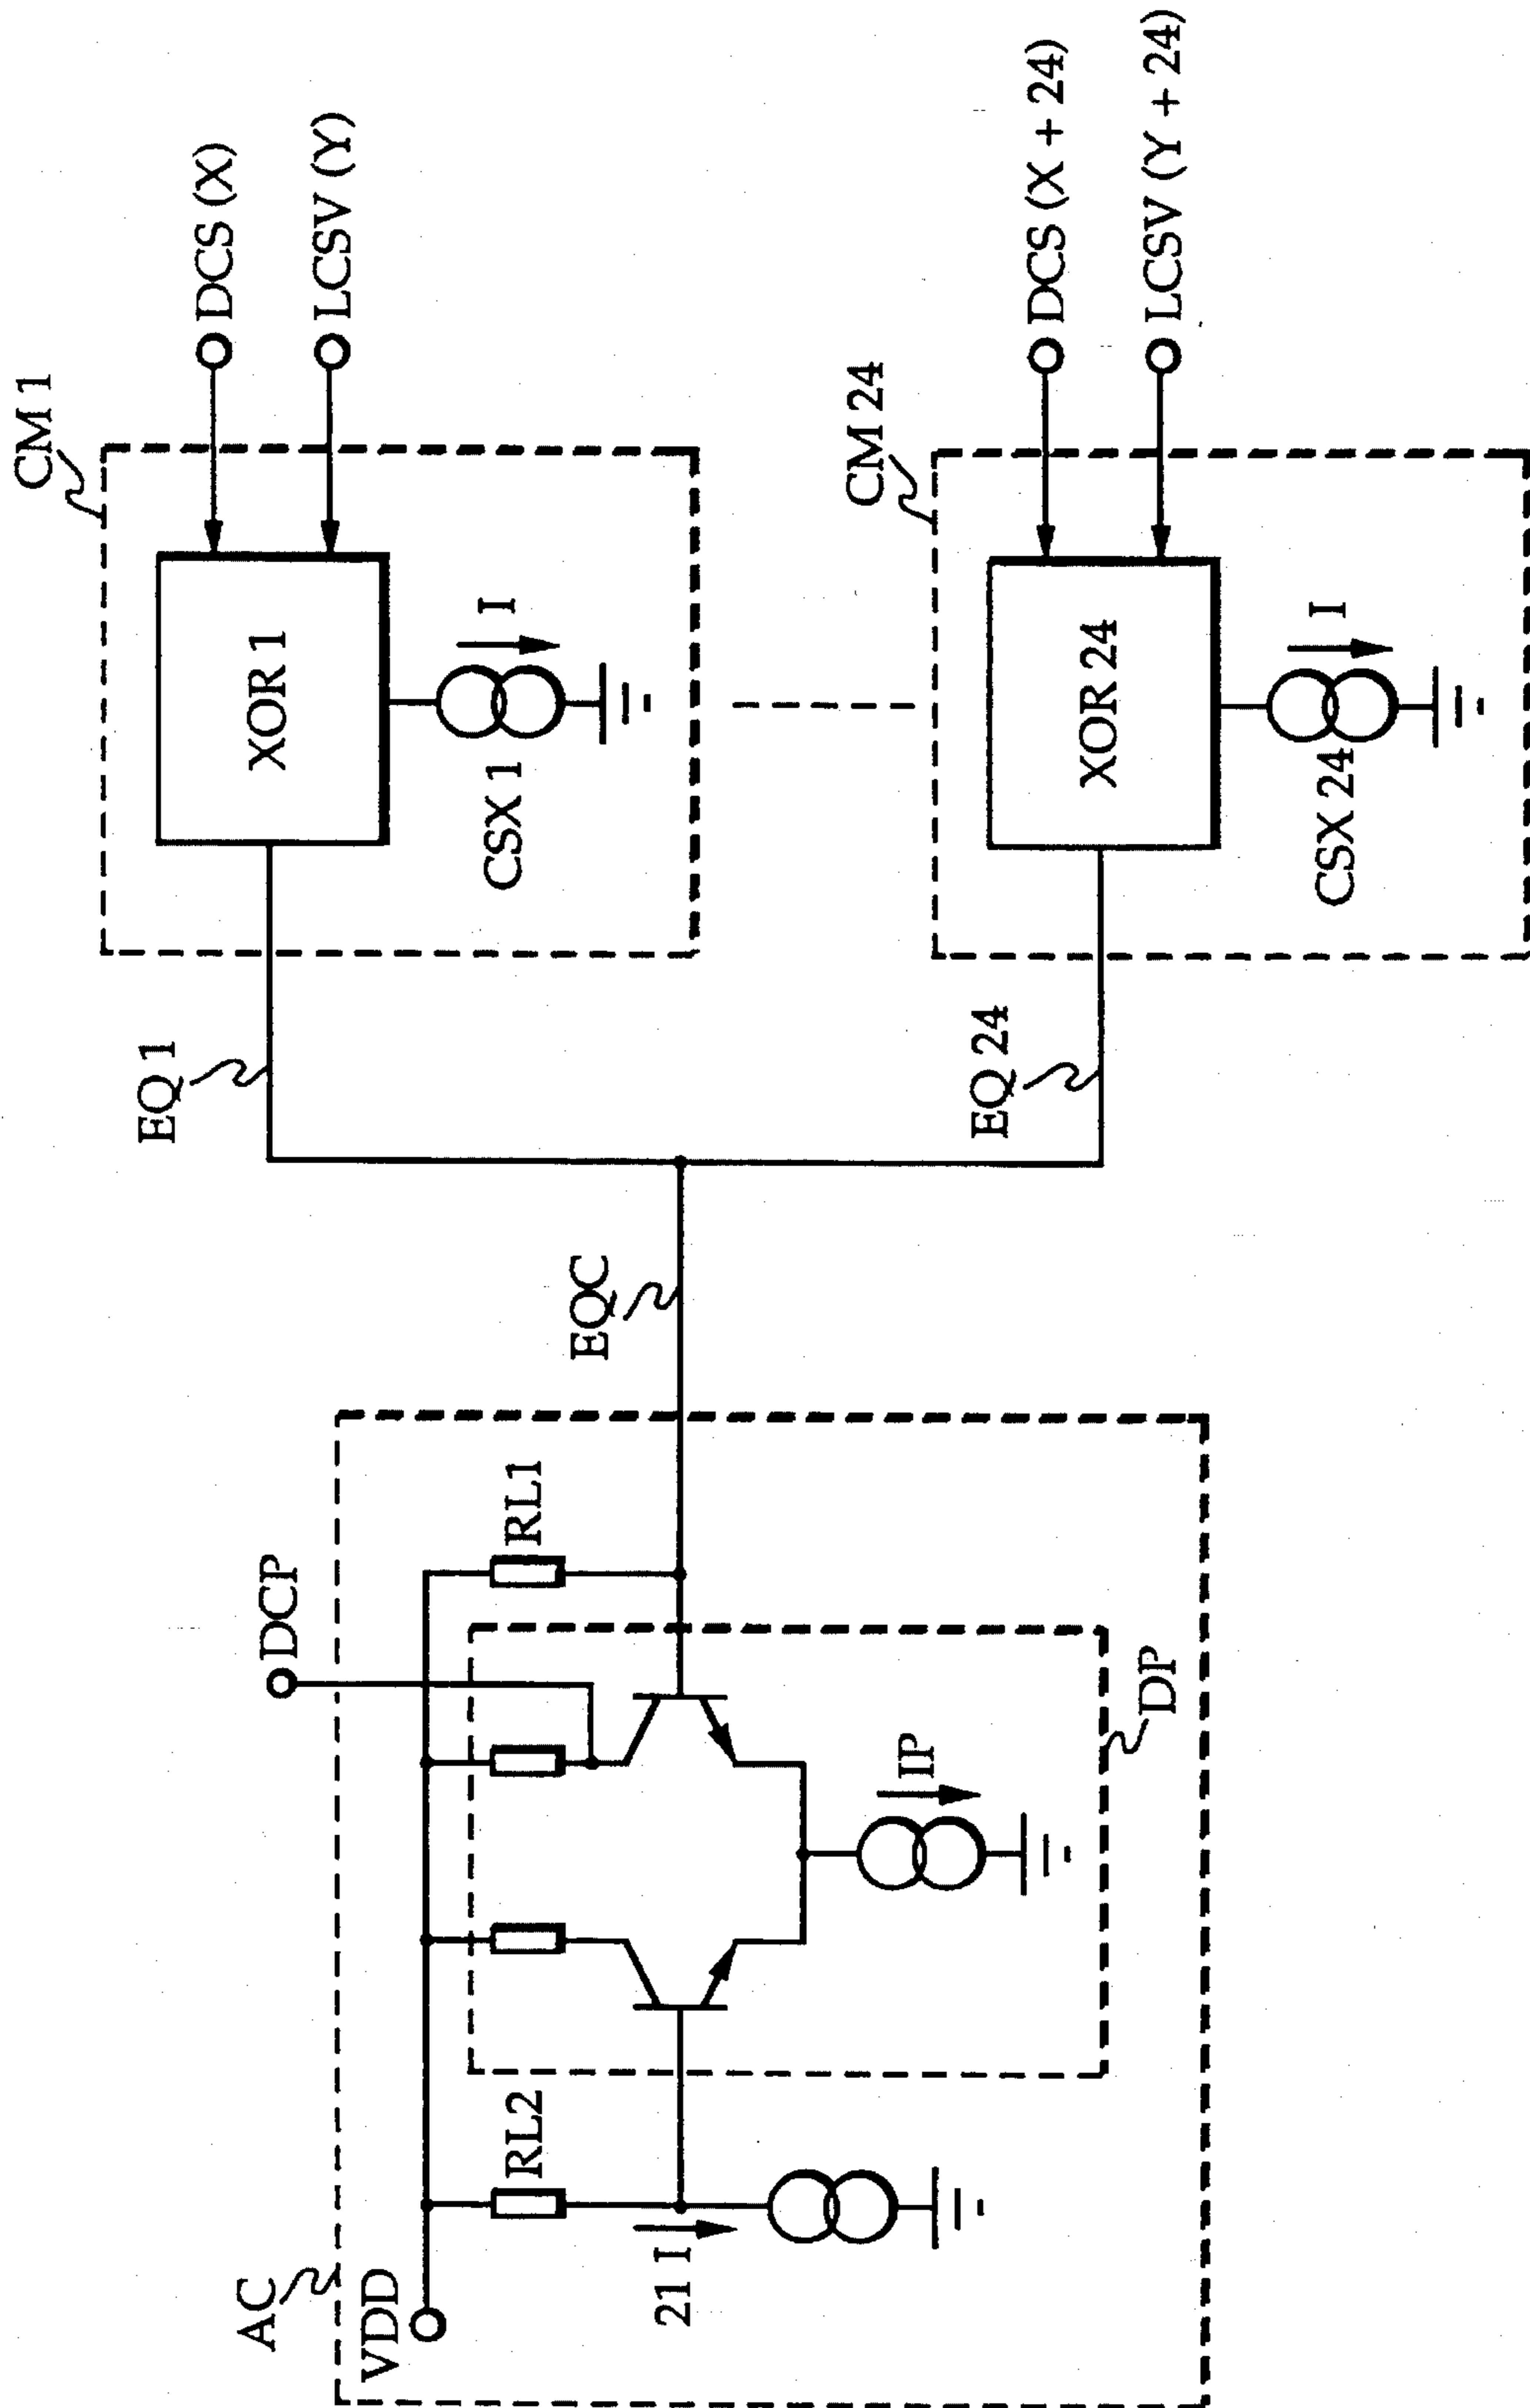 AC
VDD
RL2
21 I
DCP
RL1
IP
DP
EQC
EQ 1
EQ 24
CM 1
XOR 1
I
CSX 1
DCS (X)
LCSV (Y)
CM 24
XOR 24
I
CSX 24
DCS (X + 24)
LCSV (Y + 24)